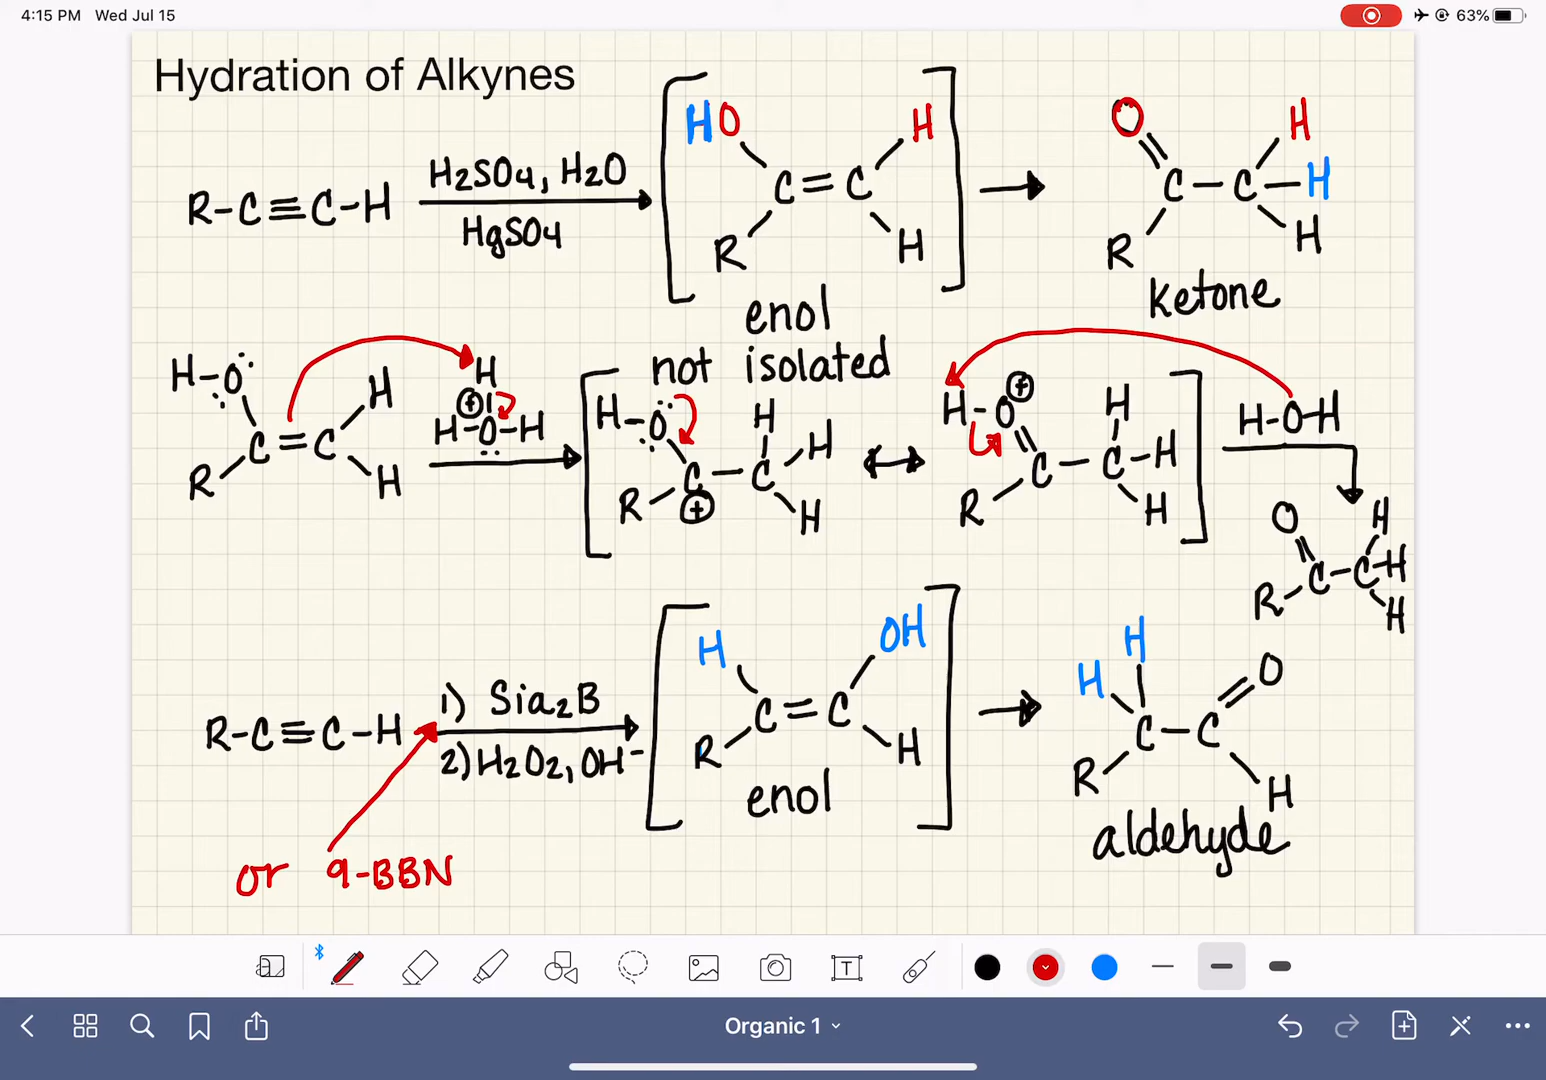 4:15 PM Wed Jul 15
63%
Hydration of Alkynes
R-C≡C-H
H2SO4, H2O
HgSO4
HO H
C=C
R H
enol
not isolated
O H
C-C-H
R H
ketone
H-O H
C=C
R H
H
⊕
H-O-H
H-O H
C-C H
R ⊕ H
H-O ⊕ H
C-C-H
R H
H-O-H
O H
C-C-H
R H
R-C≡C-H
1) Sia2B
2) H2O2, OH-
H OH
C=C
R H
enol
H
H O
C-C
R H
aldehyde
or 9-BBN
T
Organic 1